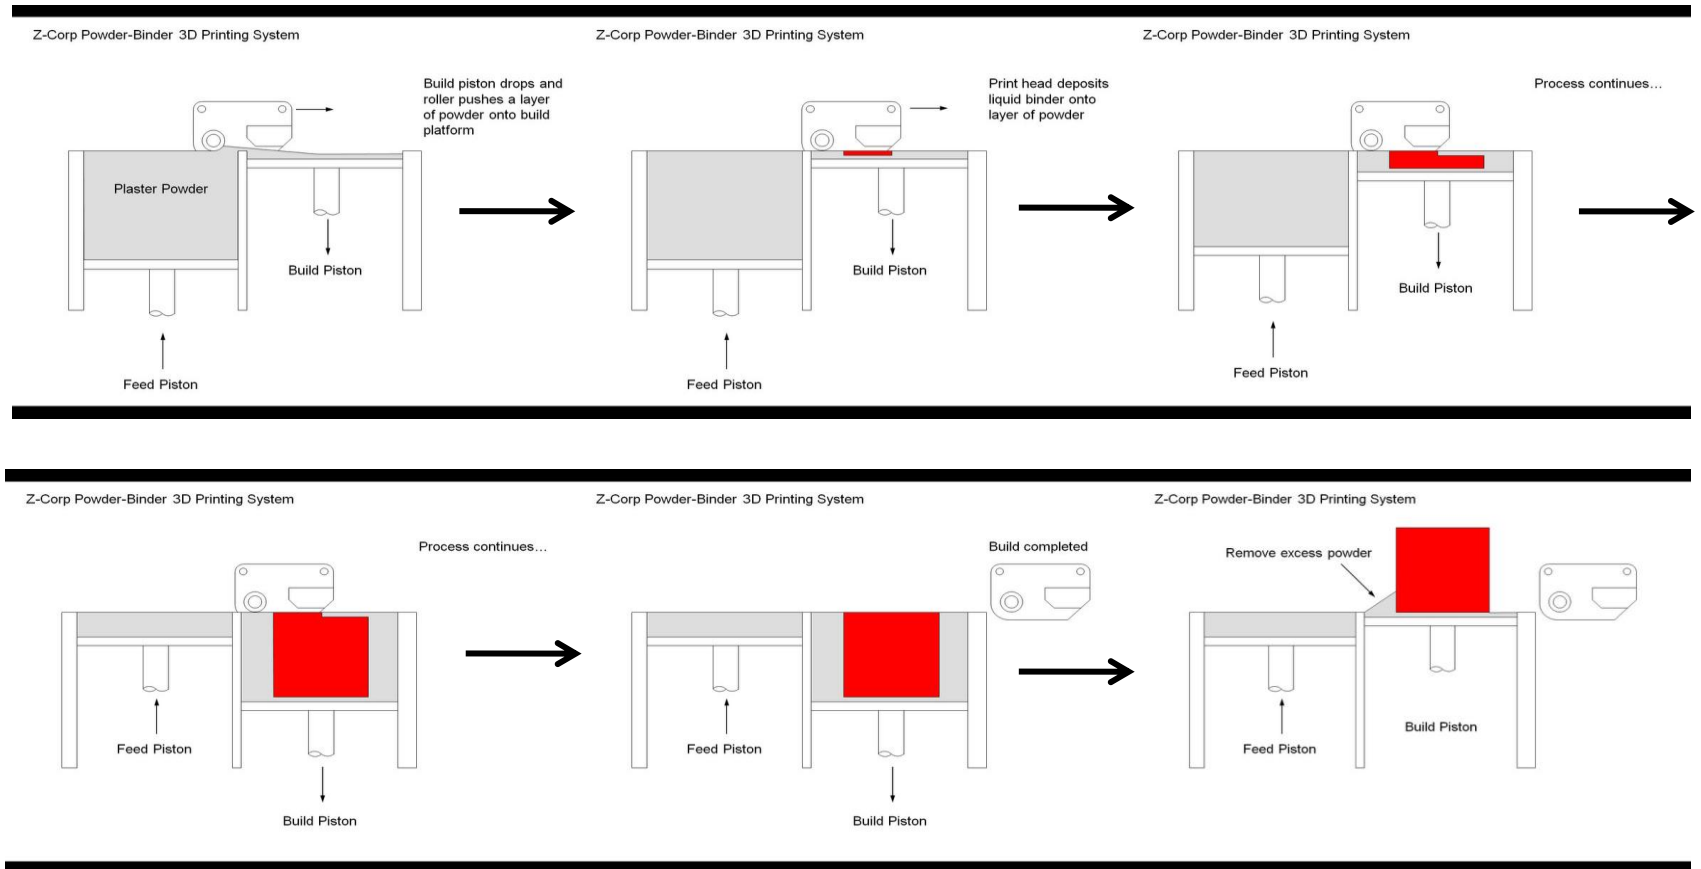 Z-Corp Powder-Binder 3D Printing System
Build piston drops and
roller pushes a layer
of powder onto build
platform
Plaster Powder
Build Piston
Feed Piston
Z-Corp Powder-Binder 3D Printing System
Print head deposits
liquid binder onto
layer of powder
Build Piston
Feed Piston
Z-Corp Powder-Binder 3D Printing System
Process continues...
Build Piston
Feed Piston
Z-Corp Powder-Binder 3D Printing System
Process continues...
Feed Piston
Build Piston
Z-Corp Powder-Binder 3D Printing System
Build completed
Feed Piston
Build Piston
Z-Corp Powder-Binder 3D Printing System
Remove excess powder
Build Piston
Feed Piston